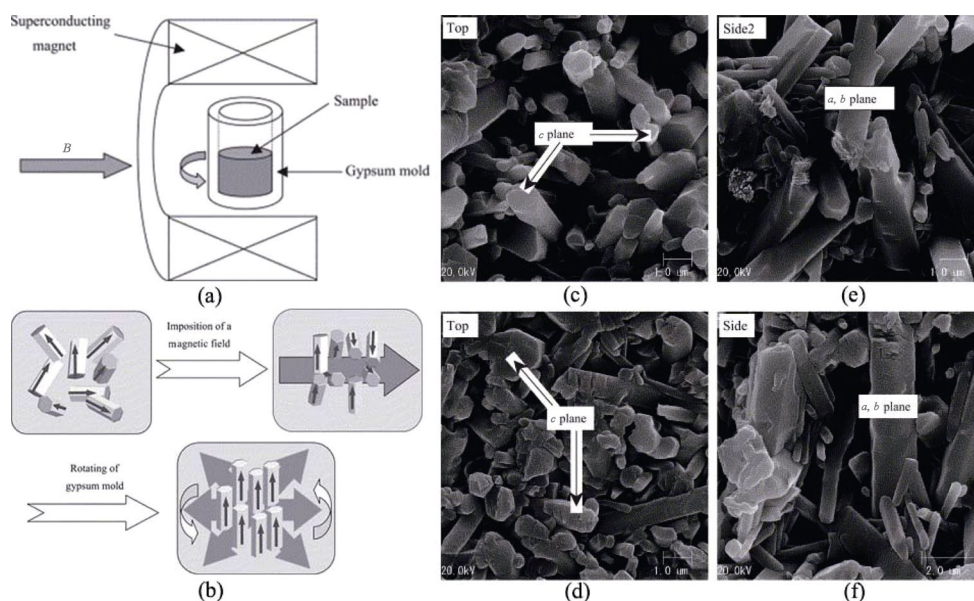 Superconducting
magnet
Sample
B
Gypsum mold
(a)
Imposition of a
magnetic field
Rotating of
gypsum mold
(b)
Top
c plane
20.0kV
1.0 um
(c)
Side2
a, b plane
20.0kV
1.0 um
(e)
Top
c plane
20.0kV
1.0 um
(d)
Side
a, b plane
20.0kV
2.0 um
(f)